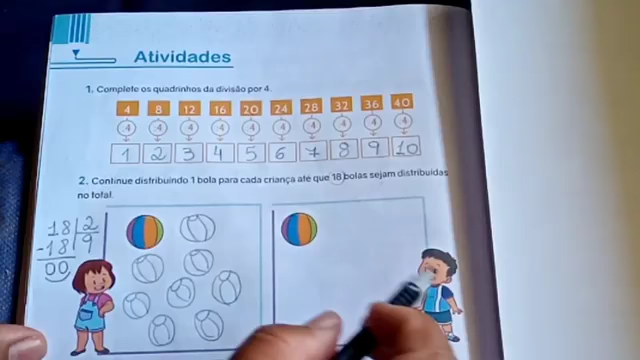 Atividades
1. Complete os quadrinhos da divisão por 4.
4 8 12 16 20 24 28 32 36 40
:4 :4 :4 :4 :4 :4 :4 :4 :4 :4
1 2 3 4 5 6 7 8 9 10
2. Continue distribuindo 1 bola para cada criança até que 18 bolas sejam distribuídas
no total.
18 2
-18 9
00